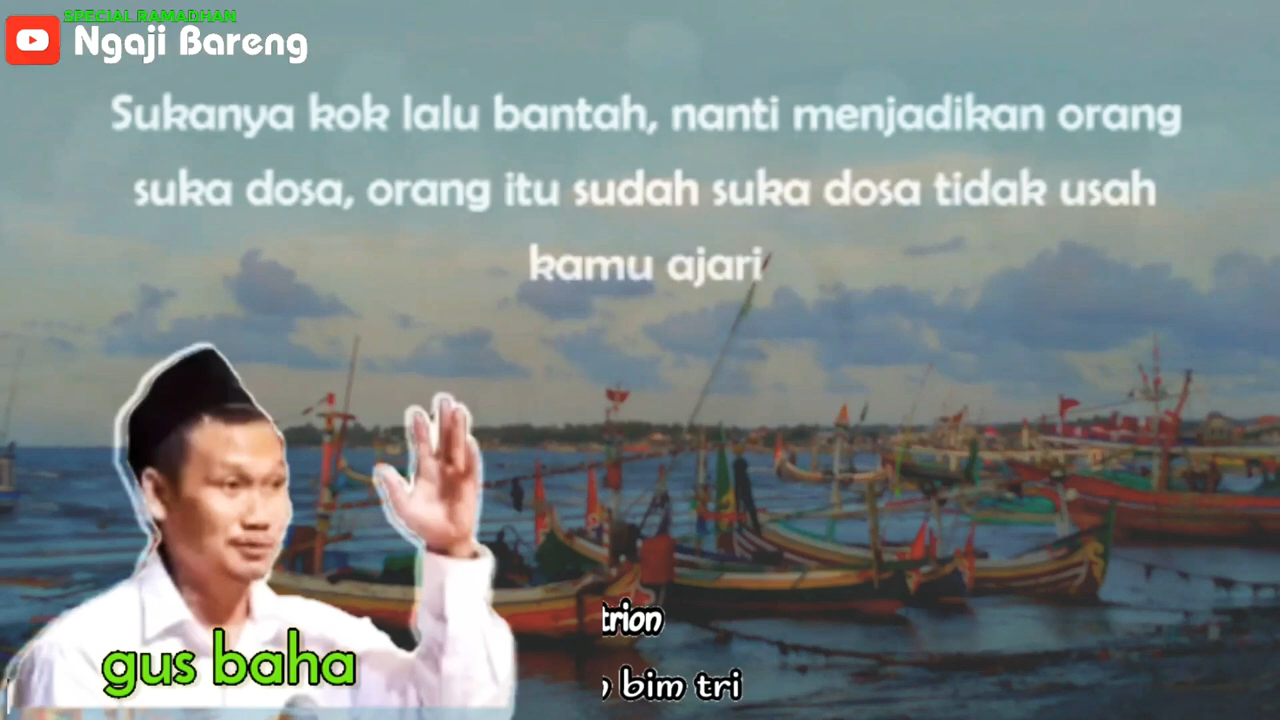 SPECIAL RAMADHAN
Ngaji Bareng
Sukanya kok lalu bantah, nanti menjadikan orang
suka dosa, orang itu sudah suka dosa tidak usah
kamu ajari
gus baha
trion
bim tri